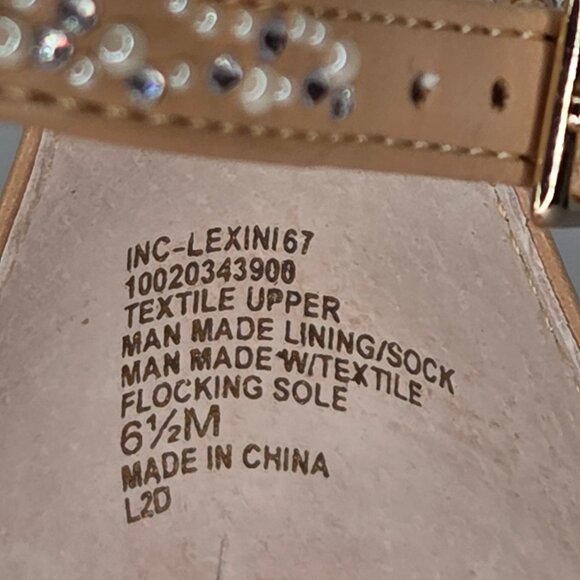 INC-LEXINI67
10020343900
TEXTILE UPPER
MAN MADE LINING/SOCK
MAN MADE W/TEXTILE
FLOCKING SOLE
6½M
MADE IN CHINA
L2D